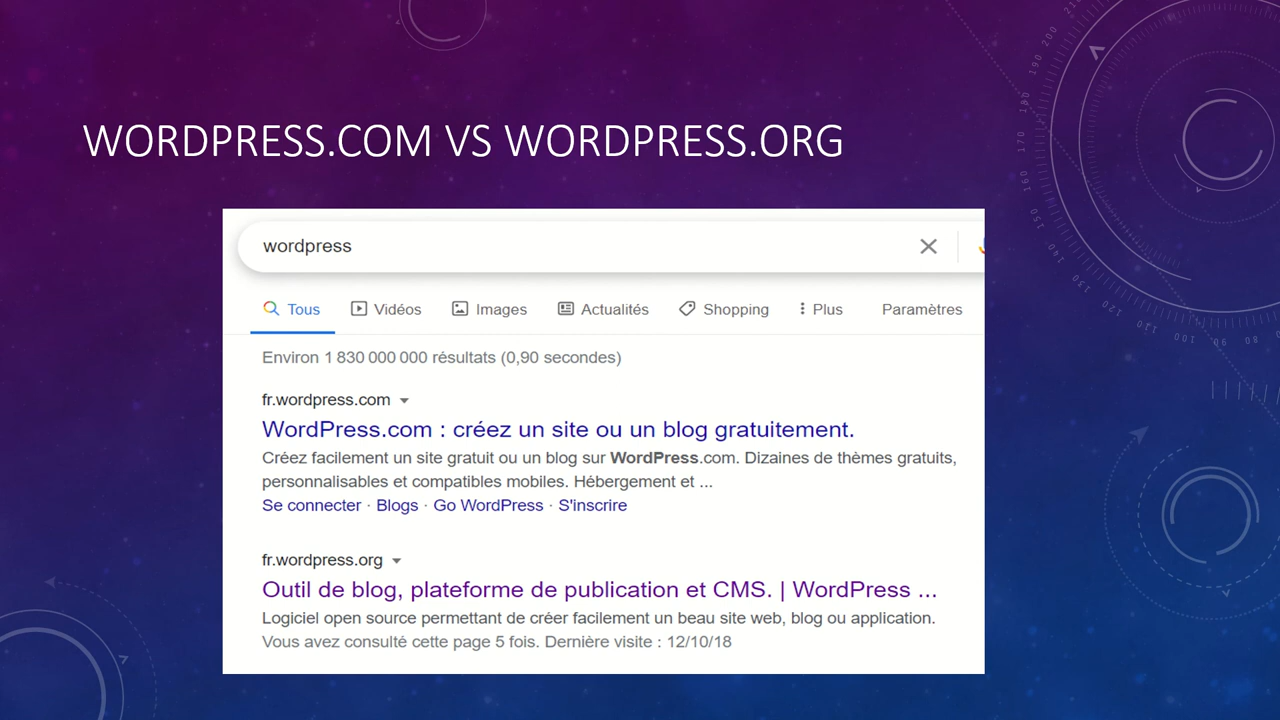 WORDPRESS.COM VS WORDPRESS.ORG
wordpress
Tous Vidéos Images Actualités Shopping Plus Paramètres
Environ 1 830 000 000 résultats (0,90 secondes)
fr.wordpress.com
WordPress.com : créez un site ou un blog gratuitement.
Créez facilement un site gratuit ou un blog sur WordPress.com. Dizaines de thèmes gratuits,
personnalisables et compatibles mobiles. Hébergement et ...
Se connecter · Blogs · Go WordPress · S'inscrire
fr.wordpress.org
Outil de blog, plateforme de publication et CMS. | WordPress ...
Logiciel open source permettant de créer facilement un beau site web, blog ou application.
Vous avez consulté cette page 5 fois. Dernière visite : 12/10/18